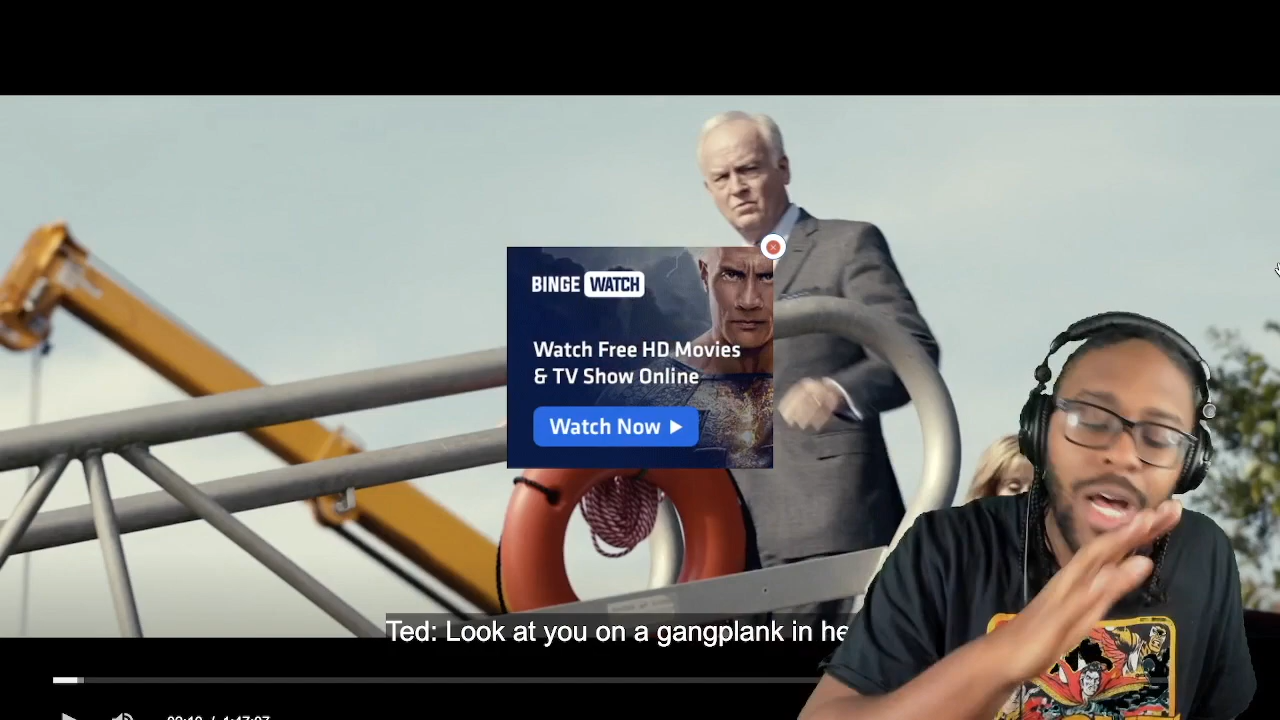 BINGE WATCH
Watch Free HD Movies
& TV Show Online
Watch Now
Ted: Look at you on a gangplank in he